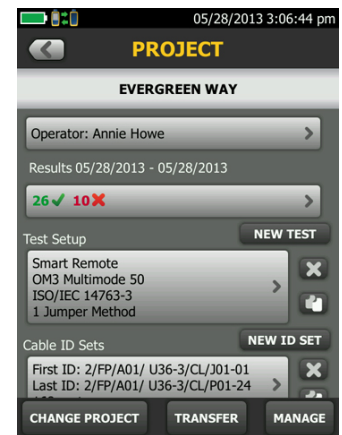 05/28/2013 3:06:44 pm
PROJECT
EVERGREEN WAY
Operator: Annie Howe
Results 05/28/2013 - 05/28/2013
26 10
Test Setup NEW TEST
Smart Remote
OM3 Multimode 50
ISO/IEC 14763-3
1 Jumper Method
Cable ID Sets NEW ID SET
First ID: 2/FP/A01/ U36-3/CL/J01-01
Last ID: 2/FP/A01/ U36-3/CL/P01-24
CHANGE PROJECT TRANSFER MANAGE